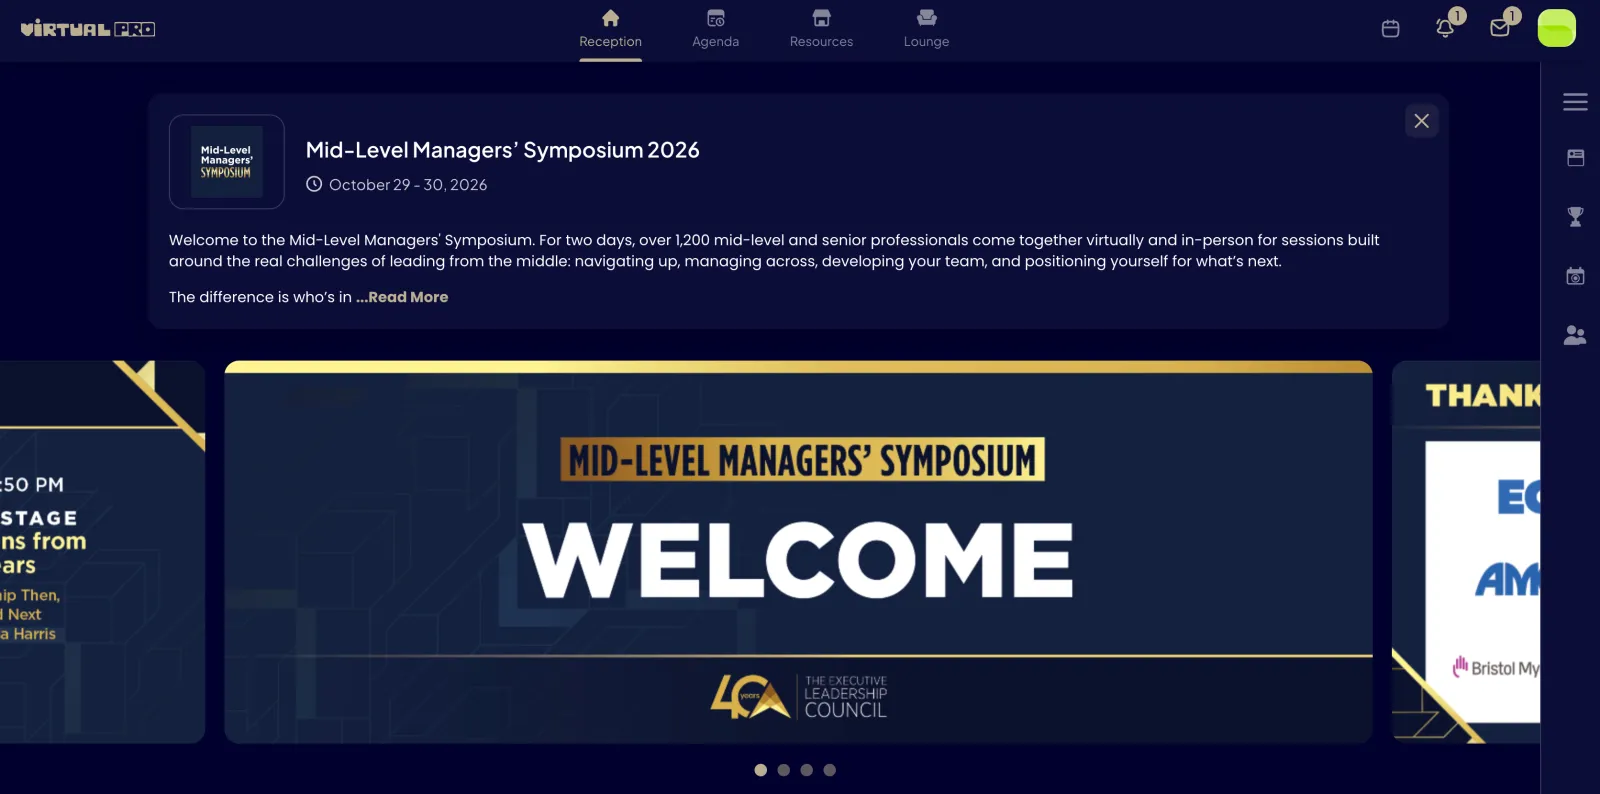 VIRTUAL PRO
Reception
Agenda
Resources
Lounge
1
1
Mid-Level
Managers'
SYMPOSIUM
Mid-Level Managers’ Symposium 2026
October 29 - 30, 2026
Welcome to the Mid-Level Managers' Symposium. For two days, over 1,200 mid-level and senior professionals come together virtually and in-person for sessions built
around the real challenges of leading from the middle: navigating up, managing across, developing your team, and positioning yourself for what’s next.
The difference is who’s in ...Read More
:50 PM
STAGE
ns from
ears
ip Then,
d Next
a Harris
MID-LEVEL MANAGERS’ SYMPOSIUM
WELCOME
40 years
THE EXECUTIVE
LEADERSHIP
COUNCIL
THANK
Bristol My